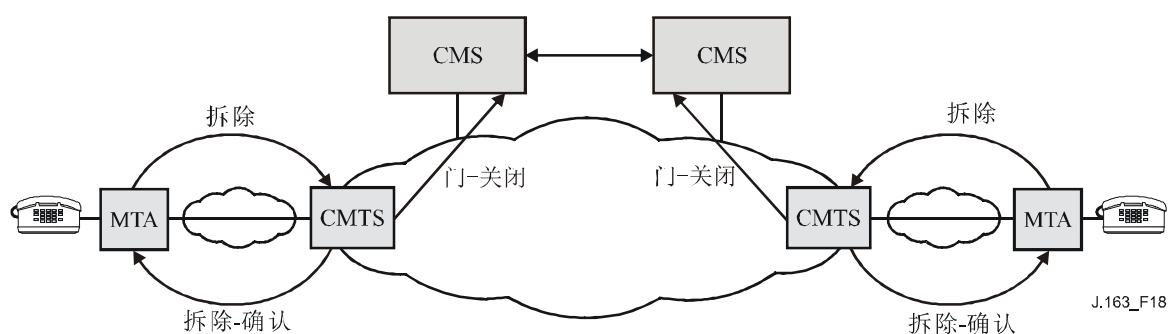 CMS
CMS
拆除
拆除
门-关闭
门-关闭
MTA
CMTS
CMTS
MTA
拆除-确认
拆除-确认
J.163_F18